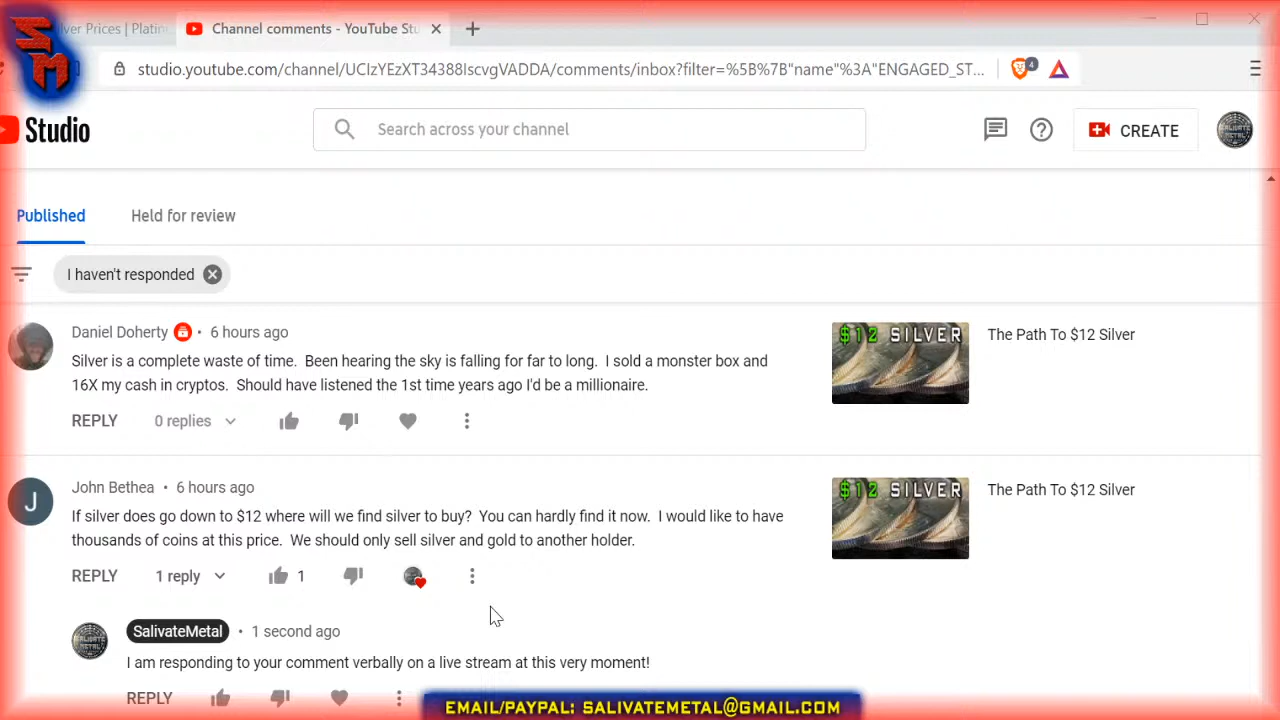 SM
lver Prices | Platin
Channel comments - YouTube Stu
studio.youtube.com/channel/UClzYEzXT34388lscvgVADDA/comments/inbox?filter=%5B%7B"name"%3A"ENGAGED_ST...
4
Studio
Search across your channel
CREATE
Published
Held for review
I haven't responded
Daniel Doherty • 6 hours ago
Silver is a complete waste of time. Been hearing the sky is falling for far to long. I sold a monster box and
16X my cash in cryptos. Should have listened the 1st time years ago I'd be a millionaire.
REPLY 0 replies
$12 SILVER
The Path To $12 Silver
J
John Bethea • 6 hours ago
If silver does go down to $12 where will we find silver to buy? You can hardly find it now. I would like to have
thousands of coins at this price. We should only sell silver and gold to another holder.
REPLY 1 reply 1
$12 SILVER
The Path To $12 Silver
SalivateMetal • 1 second ago
I am responding to your comment verbally on a live stream at this very moment!
REPLY
EMAIL/PAYPAL: SALIVATEMETAL@GMAIL.COM